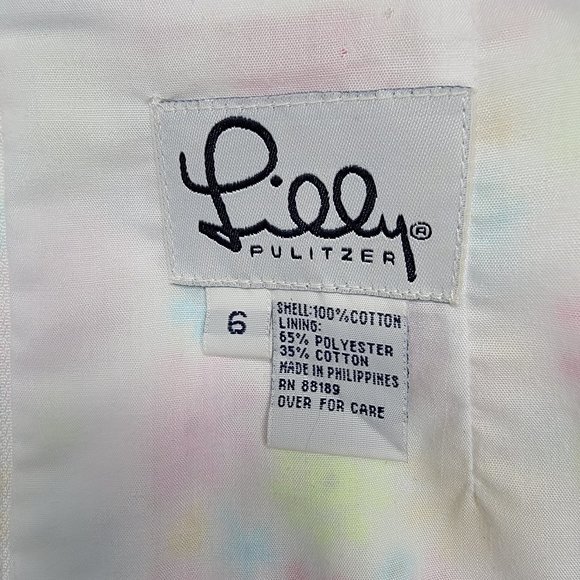 Lilly®
PULITZER
6
SHELL:100%COTTON
LINING:
65% POLYESTER
35% COTTON
MADE IN PHILIPPINES
RN 88189
OVER FOR CARE